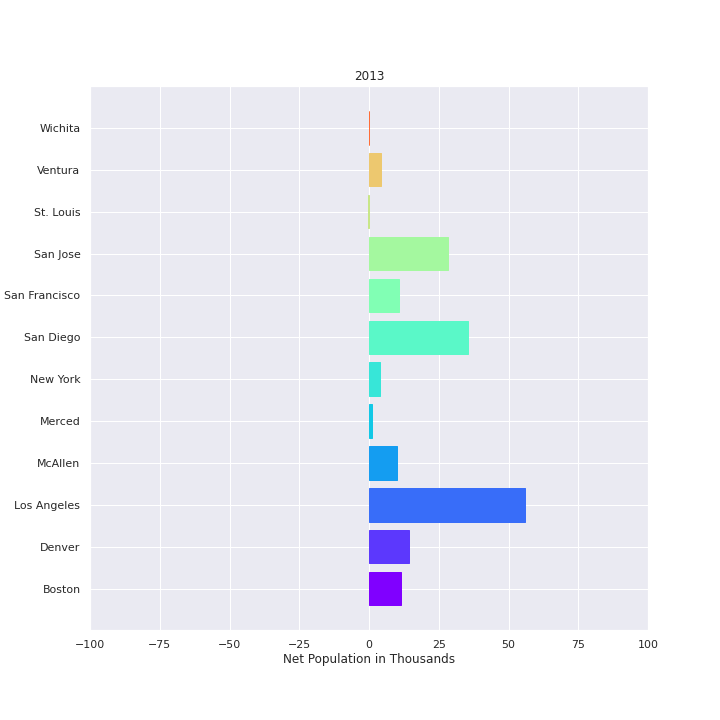 2013
Wichita
Ventura
St. Louis
San Jose
San Francisco
San Diego
New York
Merced
McAllen
Los Angeles
Denver
Boston
−100 −75 −50 −25 0 25 50 75 100
Net Population in Thousands